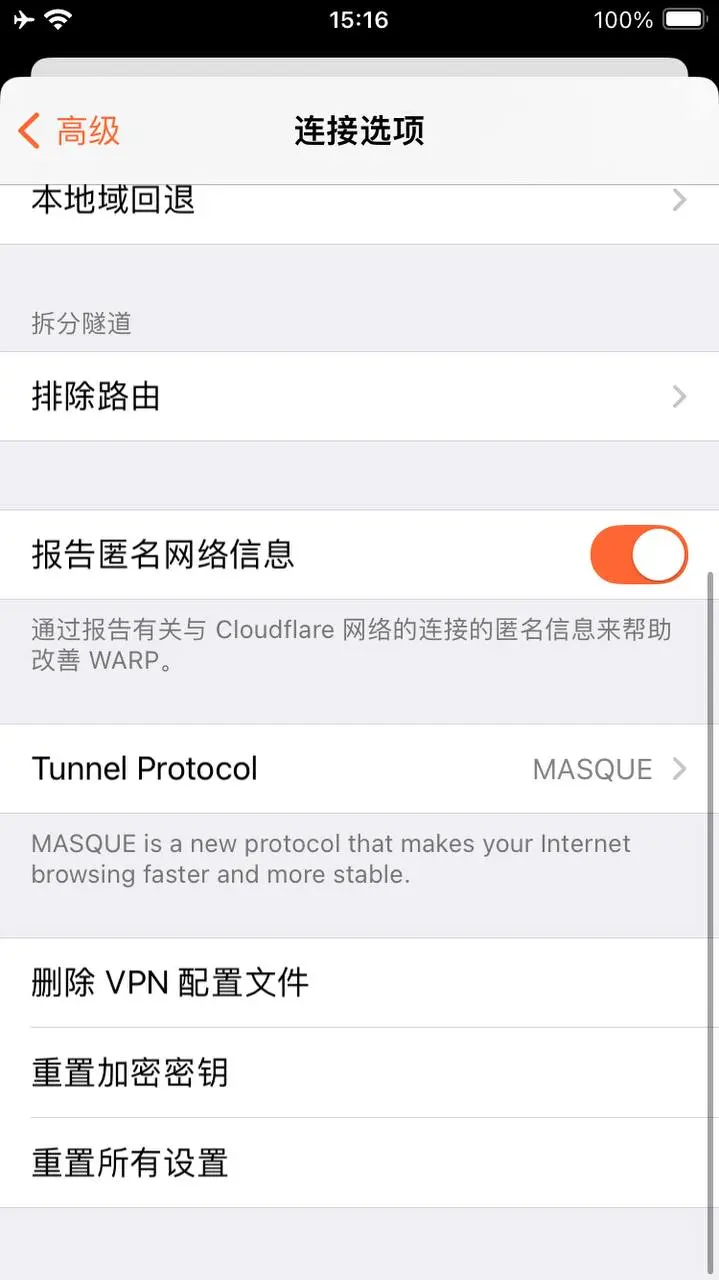 15:16
100%
高级
连接选项
本地域回退
拆分隧道
排除路由
报告匿名网络信息
通过报告有关与 Cloudflare 网络的连接的匿名信息来帮助
改善 WARP。
Tunnel Protocol
MASQUE
MASQUE is a new protocol that makes your Internet
browsing faster and more stable.
删除 VPN 配置文件
重置加密密钥
重置所有设置